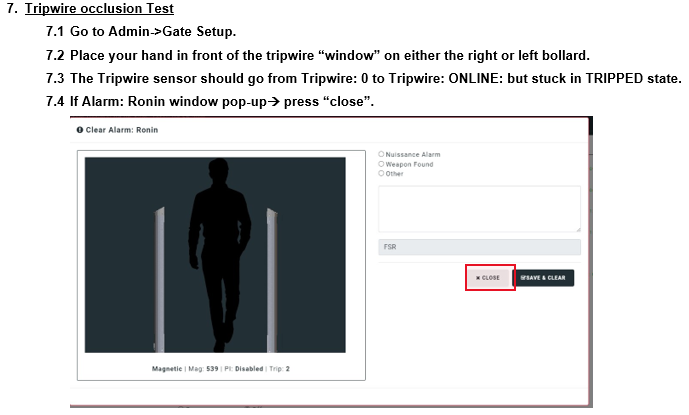 7. Tripwire occlusion Test
7.1 Go to Admin->Gate Setup.
7.2 Place your hand in front of the tripwire “window” on either the right or left bollard.
7.3 The Tripwire sensor should go from Tripwire: 0 to Tripwire: ONLINE: but stuck in TRIPPED state.
7.4 If Alarm: Ronin window pop-up→ press “close”.
Clear Alarm: Ronin
Nuissance Alarm
Weapon Found
Other
FSR
× CLOSE
SAVE & CLEAR
Magnetic | Mag: 539 | PI: Disabled | Trip: 2